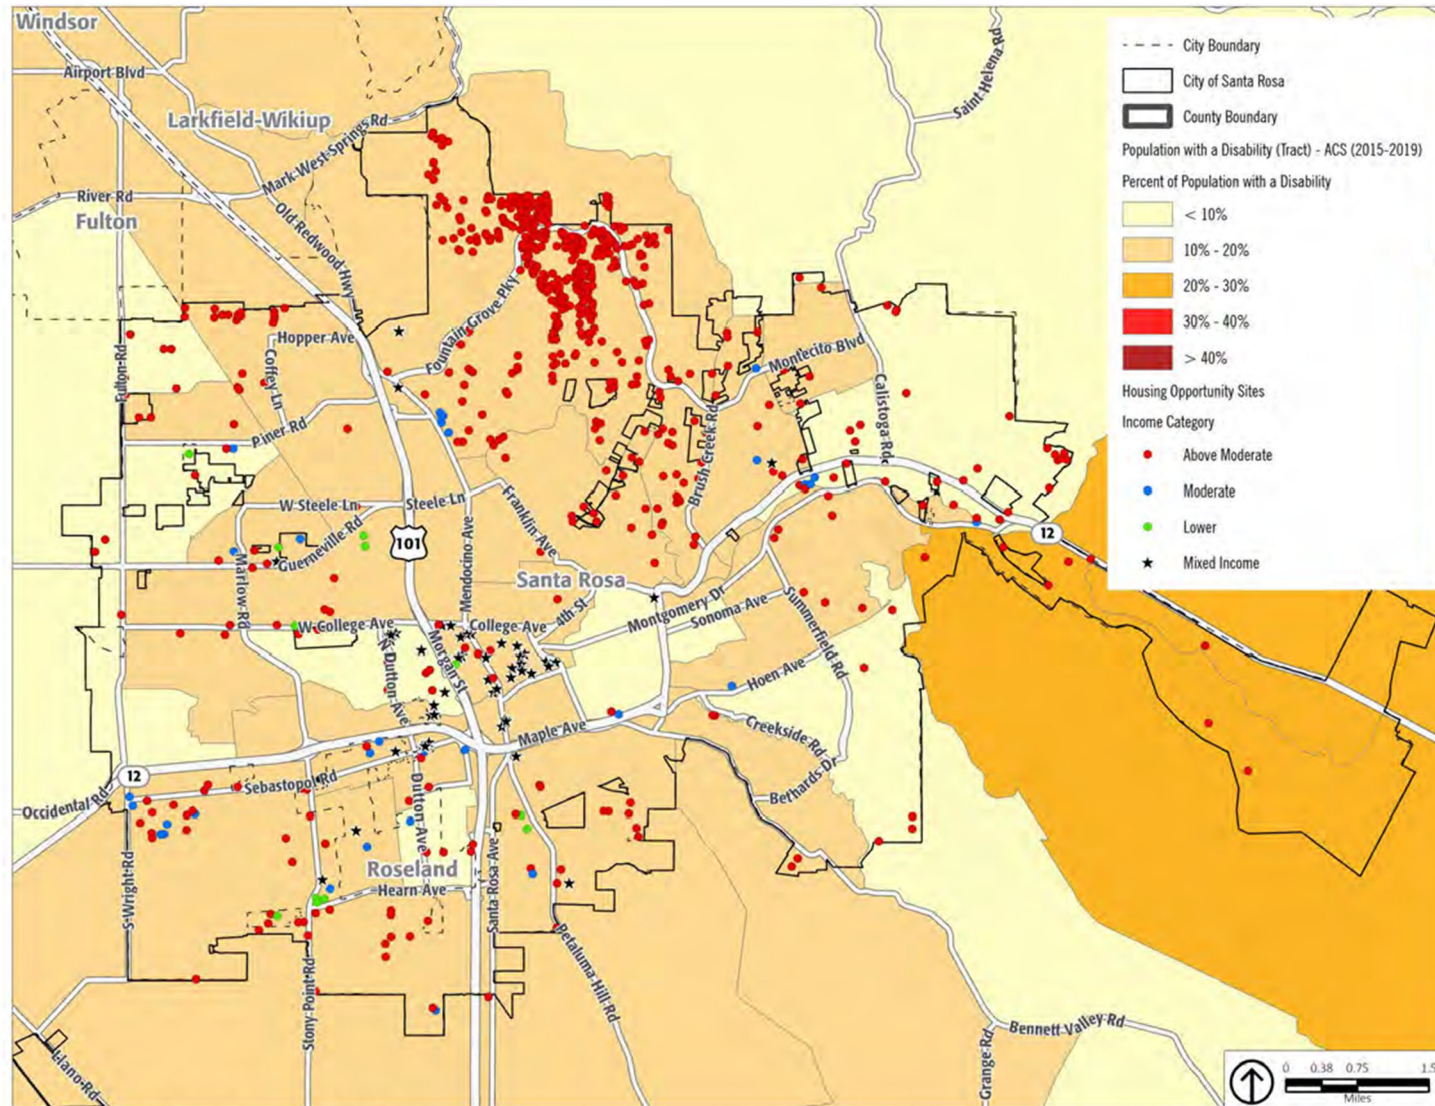 Windsor
Airport Blvd
Larkfield-Wikiup
Mark West Springs Rd
River Rd
Fulton
Old Redwood Hwy
Saint Helena Rd
Hopper Ave
Fountain Grove Pky
Fulton Rd
Coffey Ln
Piner Rd
Montecito Blvd
Calistoga Rd
Brush Creek Rd
W Steele Ln
Steele Ln
Guerneville Rd
Franklin Ave
101
Mendocino Ave
Marlow Rd
Santa Rosa
12
4th St
Montgomery Dr
Sonoma Ave
Summerfield Rd
W College Ave
College Ave
N Dutton Ave
Morgan St
Hoen Ave
Creekside Rd
Maple Ave
Bethards Dr
12
Occidental Rd
Sebastopol Rd
Dutton Ave
Roseland
Hearn Ave
S Wright Rd
Santa Rosa Ave
Stony Point Rd
Petaluma Hill Rd
Llano Rd
Grange Rd
Bennett Valley Rd
City Boundary
City of Santa Rosa
County Boundary
Population with a Disability (Tract) - ACS (2015-2019)
Percent of Population with a Disability
< 10%
10% - 20%
20% - 30%
30% - 40%
> 40%
Housing Opportunity Sites
Income Category
Above Moderate
Moderate
Lower
Mixed Income
0 0.38 0.75 1.5
Miles